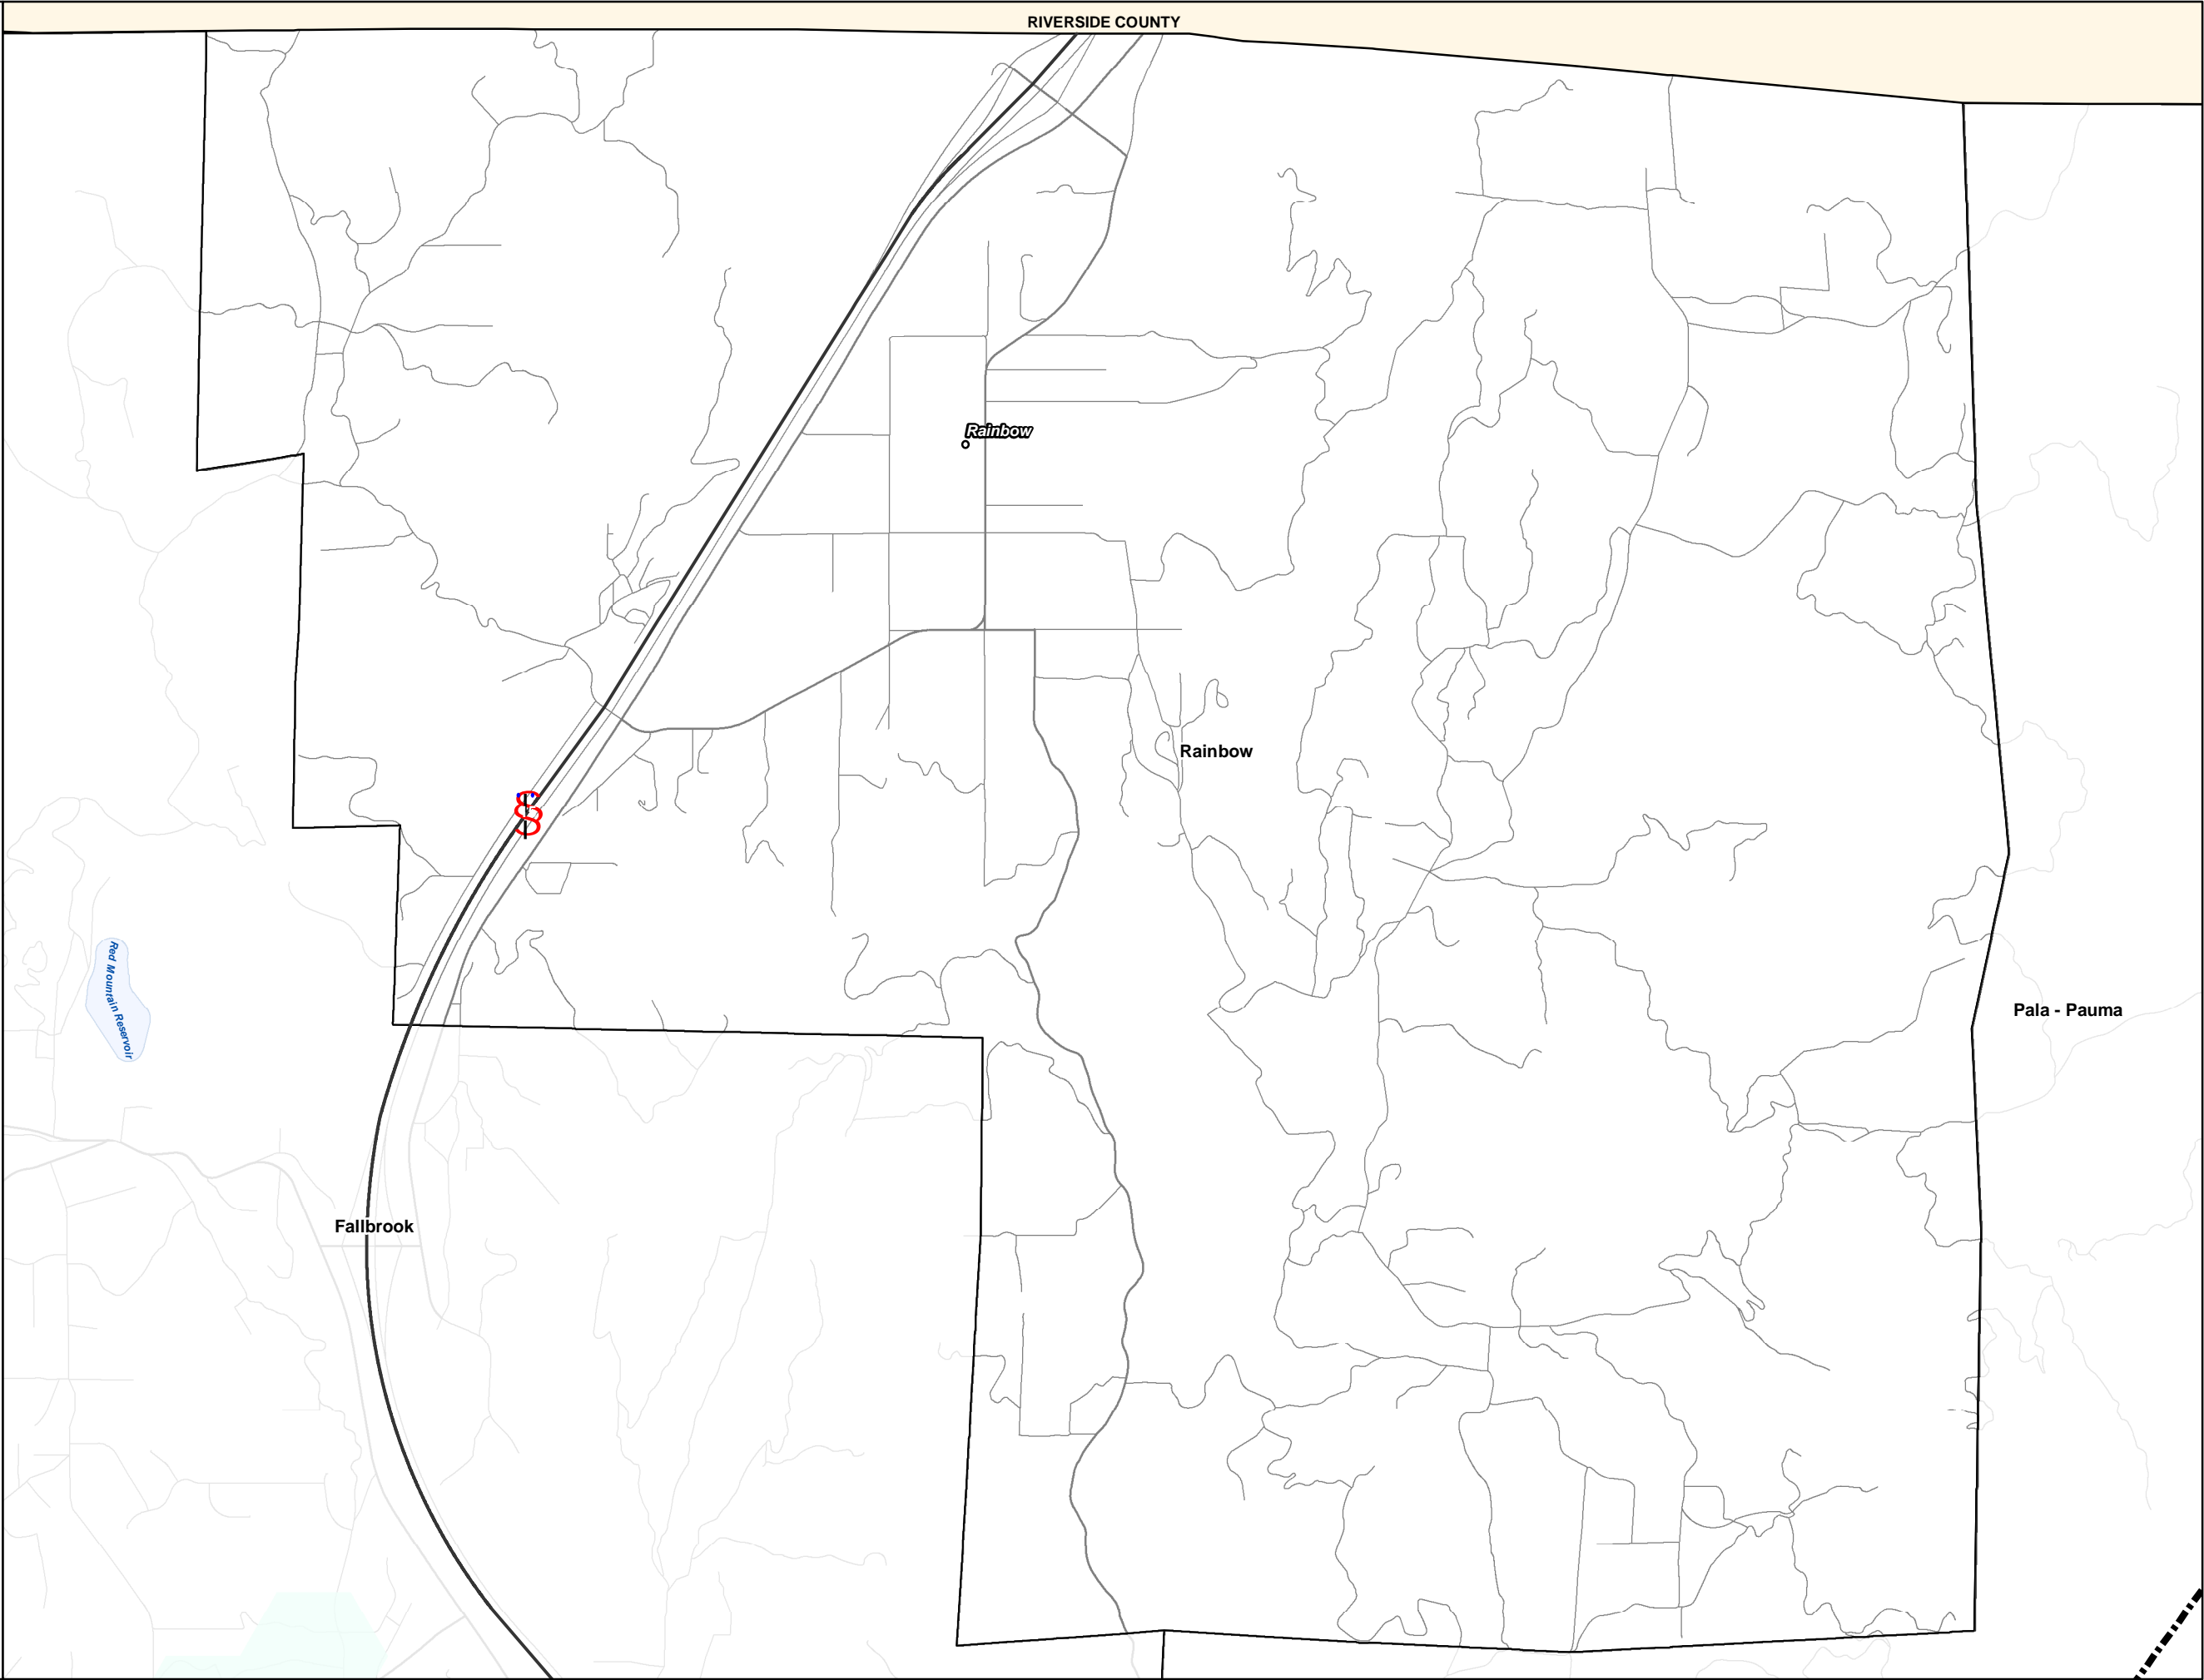 RIVERSIDE COUNTY
Rainbow
Rainbow
Red Mountain Reservoir
Pala - Pauma
Fallbrook